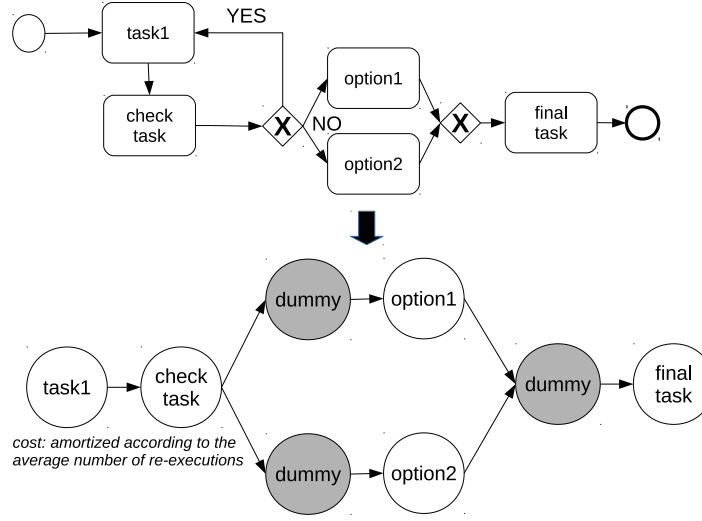 YES
task1
option1
check
task
X
NO
X
final
task
option2
dummy
option1
task1
check
task
dummy
final
task
cost: amortized according to the
average number of re-executions
dummy
option2